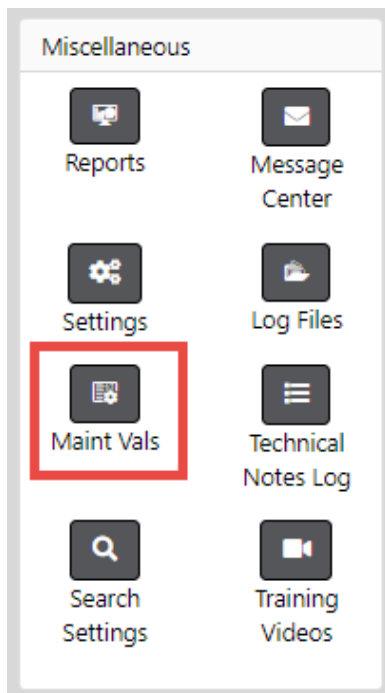 Miscellaneous
Reports
Message
Center
Settings
Log Files
Maint Vals
Technical
Notes Log
Search
Settings
Training
Videos